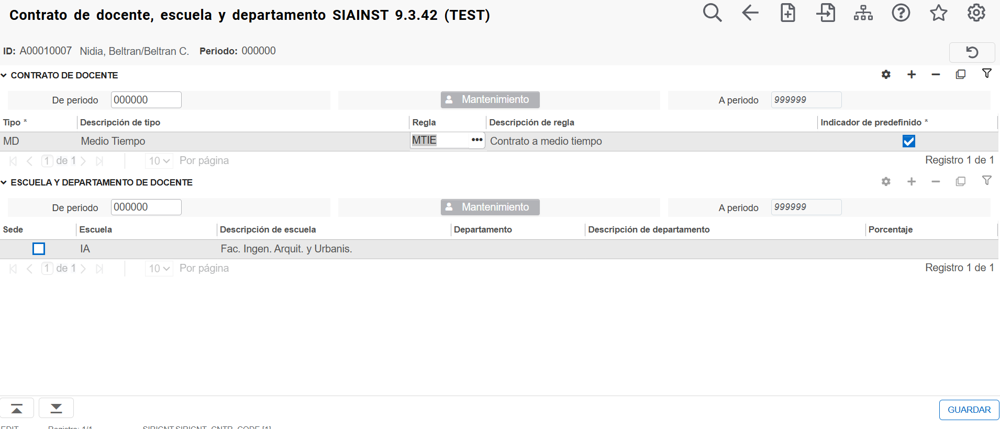 Contrato de docente, escuela y departamento SIAINST 9.3.42 (TEST)
ID: A00010007 Nidia, Beltran/Beltran C. Periodo: 000000
CONTRATO DE DOCENTE
De periodo 000000 Mantenimiento A periodo 999999
Tipo * Descripción de tipo Regla Descripción de regla Indicador de predefinido *
MD Medio Tiempo MTIE ••• Contrato a medio tiempo
1 de 1 10 Por página Registro 1 de 1
ESCUELA Y DEPARTAMENTO DE DOCENTE
De periodo 000000 Mantenimiento A periodo 999999
Sede Escuela Descripción de escuela Departamento Descripción de departamento Porcentaje
IA Fac. Ingen. Arquit. y Urbanis.
1 de 1 10 Por página Registro 1 de 1
GUARDAR
EDIT Registro: 1/1 SIRICNT.SIRICNT_CNTR_CODE [1]